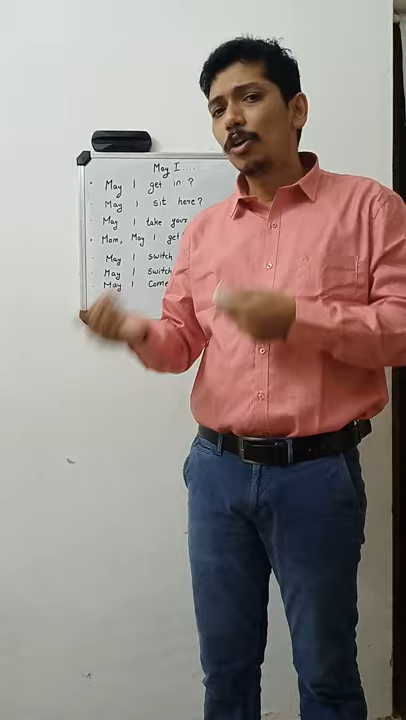 May I ....
May I get in ?
May I sit here ?
May I take your
Mom, May I get
May I switch
May I switch
May I Come